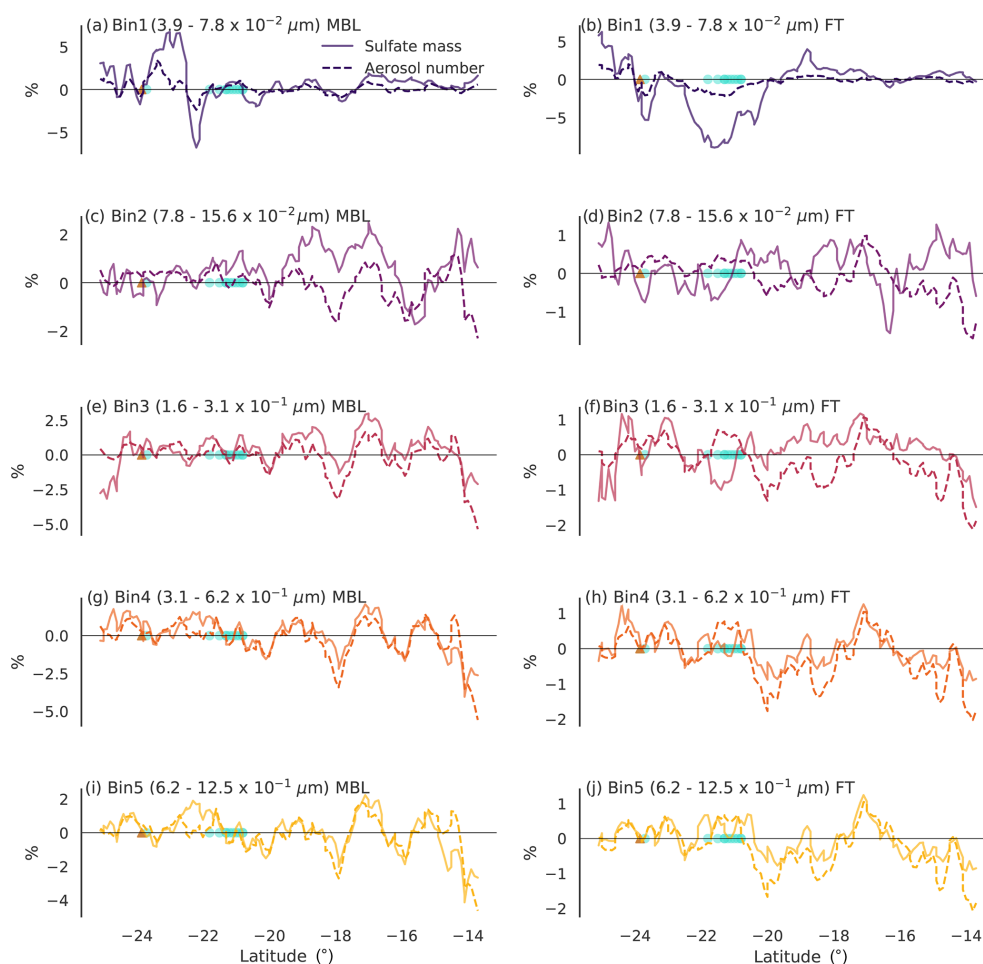 (a) Bin1 (3.9 - 7.8 x 10⁻² μm) MBL
Sulfate mass
Aerosol number
5
0
−5
%
(b) Bin1 (3.9 - 7.8 x 10⁻² μm) FT
5
0
−5
%
(c) Bin2 (7.8 - 15.6 x 10⁻² μm) MBL
2
0
−2
%
(d) Bin2 (7.8 - 15.6 x 10⁻² μm) FT
1
0
−1
%
(e) Bin3 (1.6 - 3.1 x 10⁻¹ μm) MBL
2.5
0.0
−2.5
−5.0
%
(f) Bin3 (1.6 - 3.1 x 10⁻¹ μm) FT
1
0
−1
−2
%
(g) Bin4 (3.1 - 6.2 x 10⁻¹ μm) MBL
0.0
−2.5
−5.0
%
(h) Bin4 (3.1 - 6.2 x 10⁻¹ μm) FT
1
0
−1
−2
%
(i) Bin5 (6.2 - 12.5 x 10⁻¹ μm) MBL
2
0
−2
−4
%
−24 −22 −20 −18 −16 −14
Latitude (°)
(j) Bin5 (6.2 - 12.5 x 10⁻¹ μm) FT
1
0
−1
−2
%
−24 −22 −20 −18 −16 −14
Latitude (°)